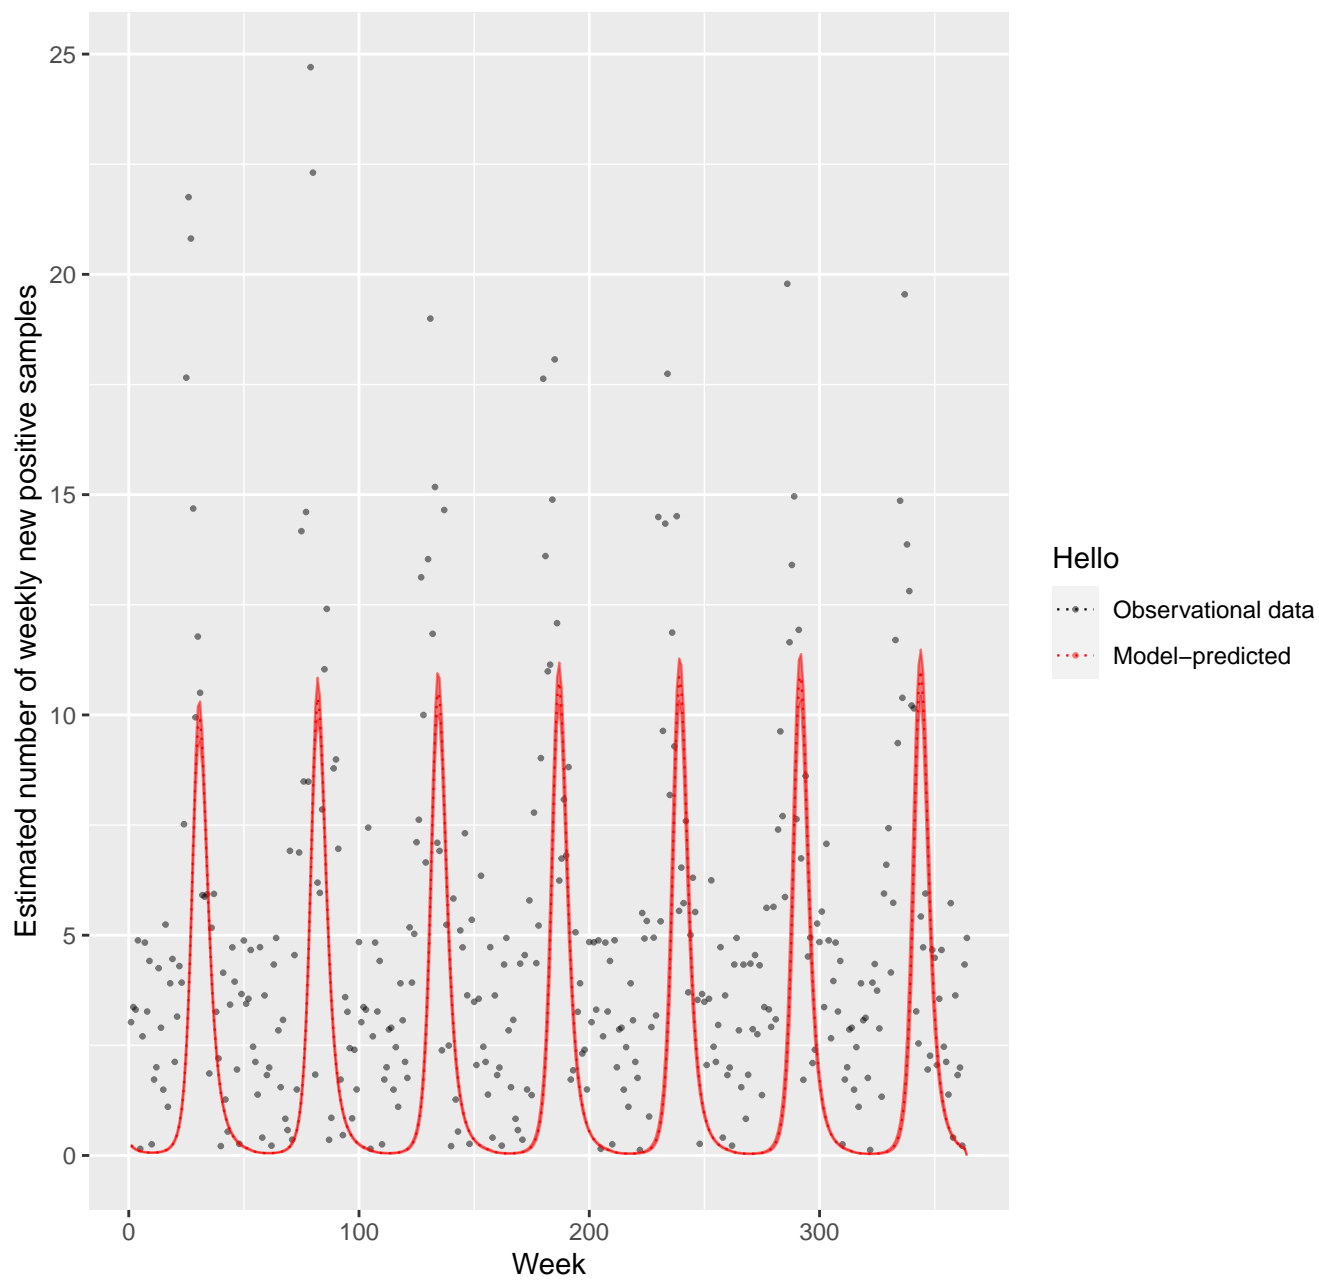 25
20
15
10
5
0
Estimated number of weekly new positive samples
0 100 200 300
Week
Hello
Observational data
Model−predicted